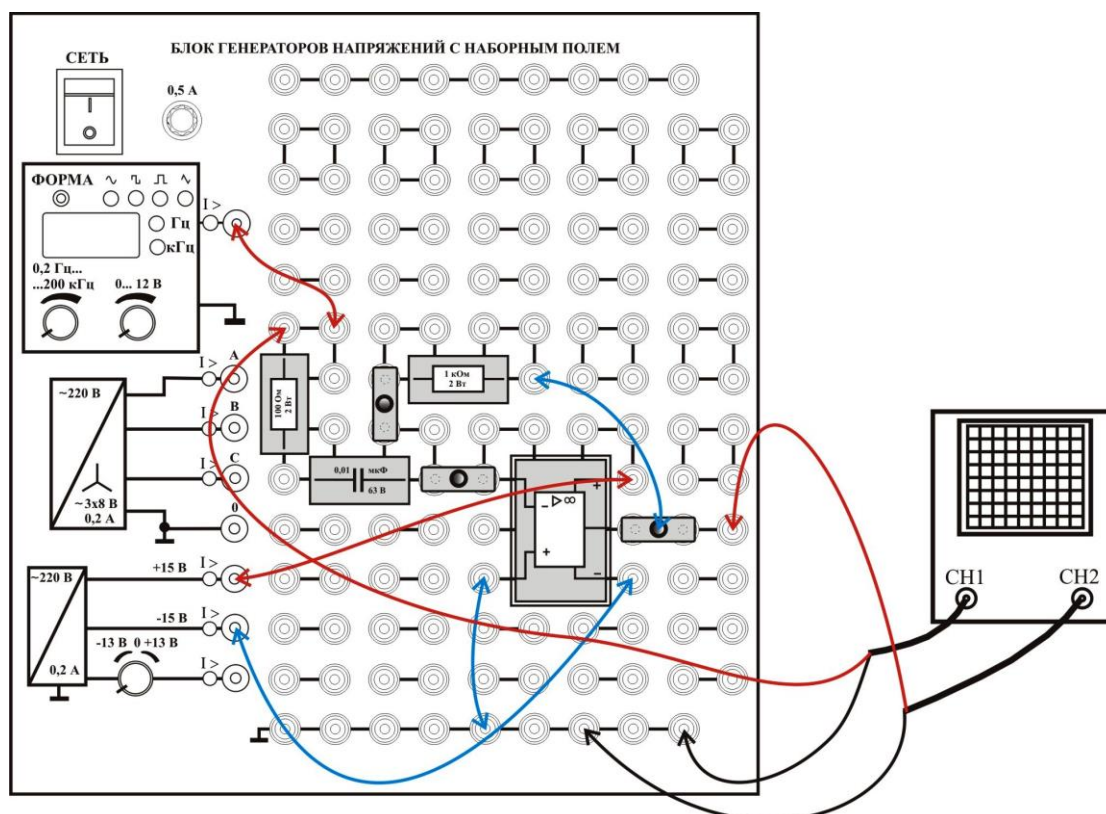 БЛОК ГЕНЕРАТОРОВ НАПРЯЖЕНИЙ С НАБОРНЫМ ПОЛЕМ
СЕТЬ
0,5 А
ФОРМА
I >
Гц
кГц
0,2 Гц...
...200 кГц
0... 12 В
I >
A
~220 В
I >
B
I >
C
~3x8 В
0,2 А
0
~220 В
+15 В
I >
-15 В
I >
-13 В 0 +13 В
I >
0,2 А
100 Ом
2 Вт
1 кОм
2 Вт
0,01
мкФ
63 В
+
▷∞
−
+
−
CH1
CH2